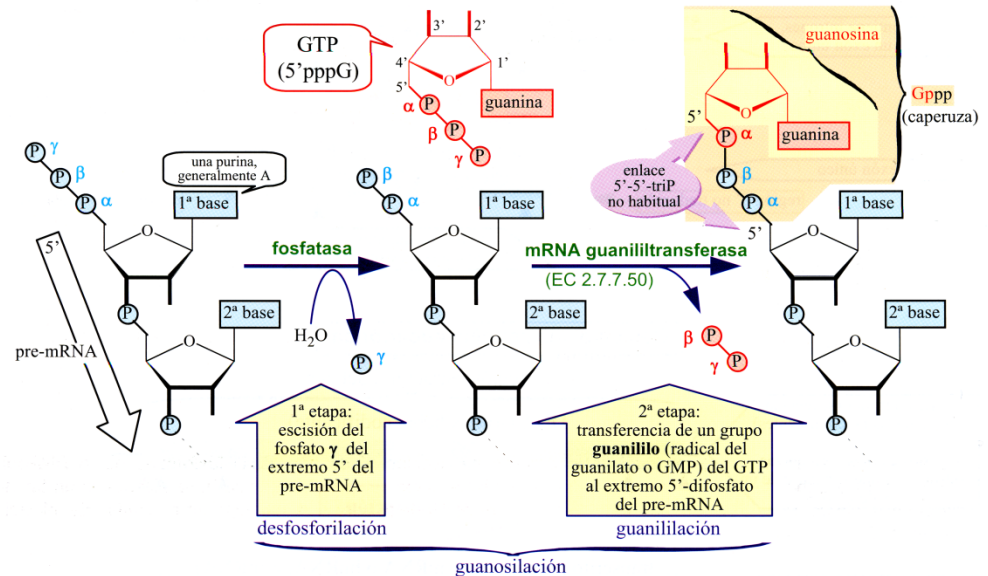 GTP
(5'pppG)
3'
2'
4'
1'
5'
O
guanina
α
P
β
P
γ
P
guanosina
Gppp
(caperuza)
O
5'
P
α
guanina
enlace
5'-5'-triP
no habitual
P
β
P
α
5'
1ª base
O
P
2ª base
O
P
P
γ
P
β
P
α
una purina,
generalmente A
1ª base
5'
O
P
2ª base
O
P
pre-mRNA
fosfatasa
H2O
P
γ
P
β
P
α
1ª base
O
P
2ª base
O
P
mRNA guanililtransferasa
(EC 2.7.7.50)
β
P
γ
P
1ª etapa:
escisión del
fosfato γ del
extremo 5' del
pre-mRNA
desfosforilación
2ª etapa:
transferencia de un grupo
guanililo (radical del
guanilato o GMP) del GTP
al extremo 5'-difosfato
del pre-mRNA
guanililación
guanosilación